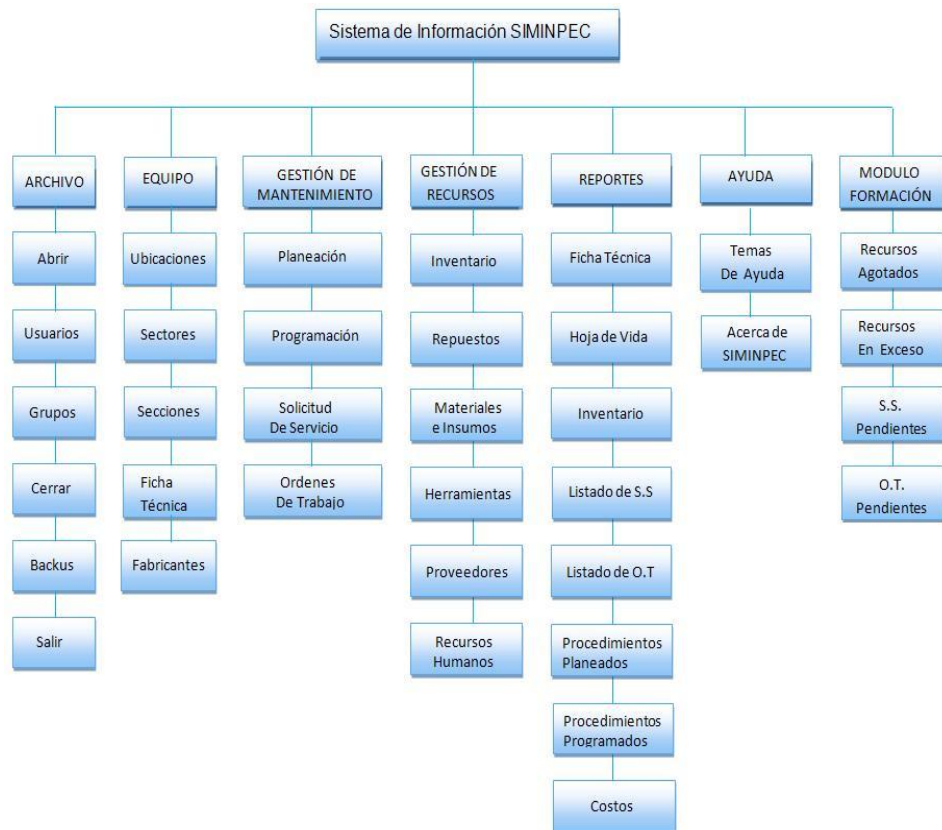 Sistema de Información SIMINPEC
ARCHIVO
Abrir
Usuarios
Grupos
Cerrar
Backus
Salir
EQUIPO
Ubicaciones
Sectores
Secciones
Ficha
Técnica
Fabricantes
GESTIÓN DE
MANTENIMIENTO
Planeación
Programación
Solicitud
De Servicio
Ordenes
De Trabajo
GESTIÓN DE
RECURSOS
Inventario
Repuestos
Materiales
e Insumos
Herramientas
Proveedores
Recursos
Humanos
REPORTES
Ficha Técnica
Hoja de Vida
Inventario
Listado de S.S
Listado de O.T
Procedimientos
Planeados
Procedimientos
Programados
Costos
AYUDA
Temas
De Ayuda
Acerca de
SIMINPEC
MODULO
FORMACIÓN
Recursos
Agotados
Recursos
En Exceso
S.S.
Pendientes
O.T.
Pendientes